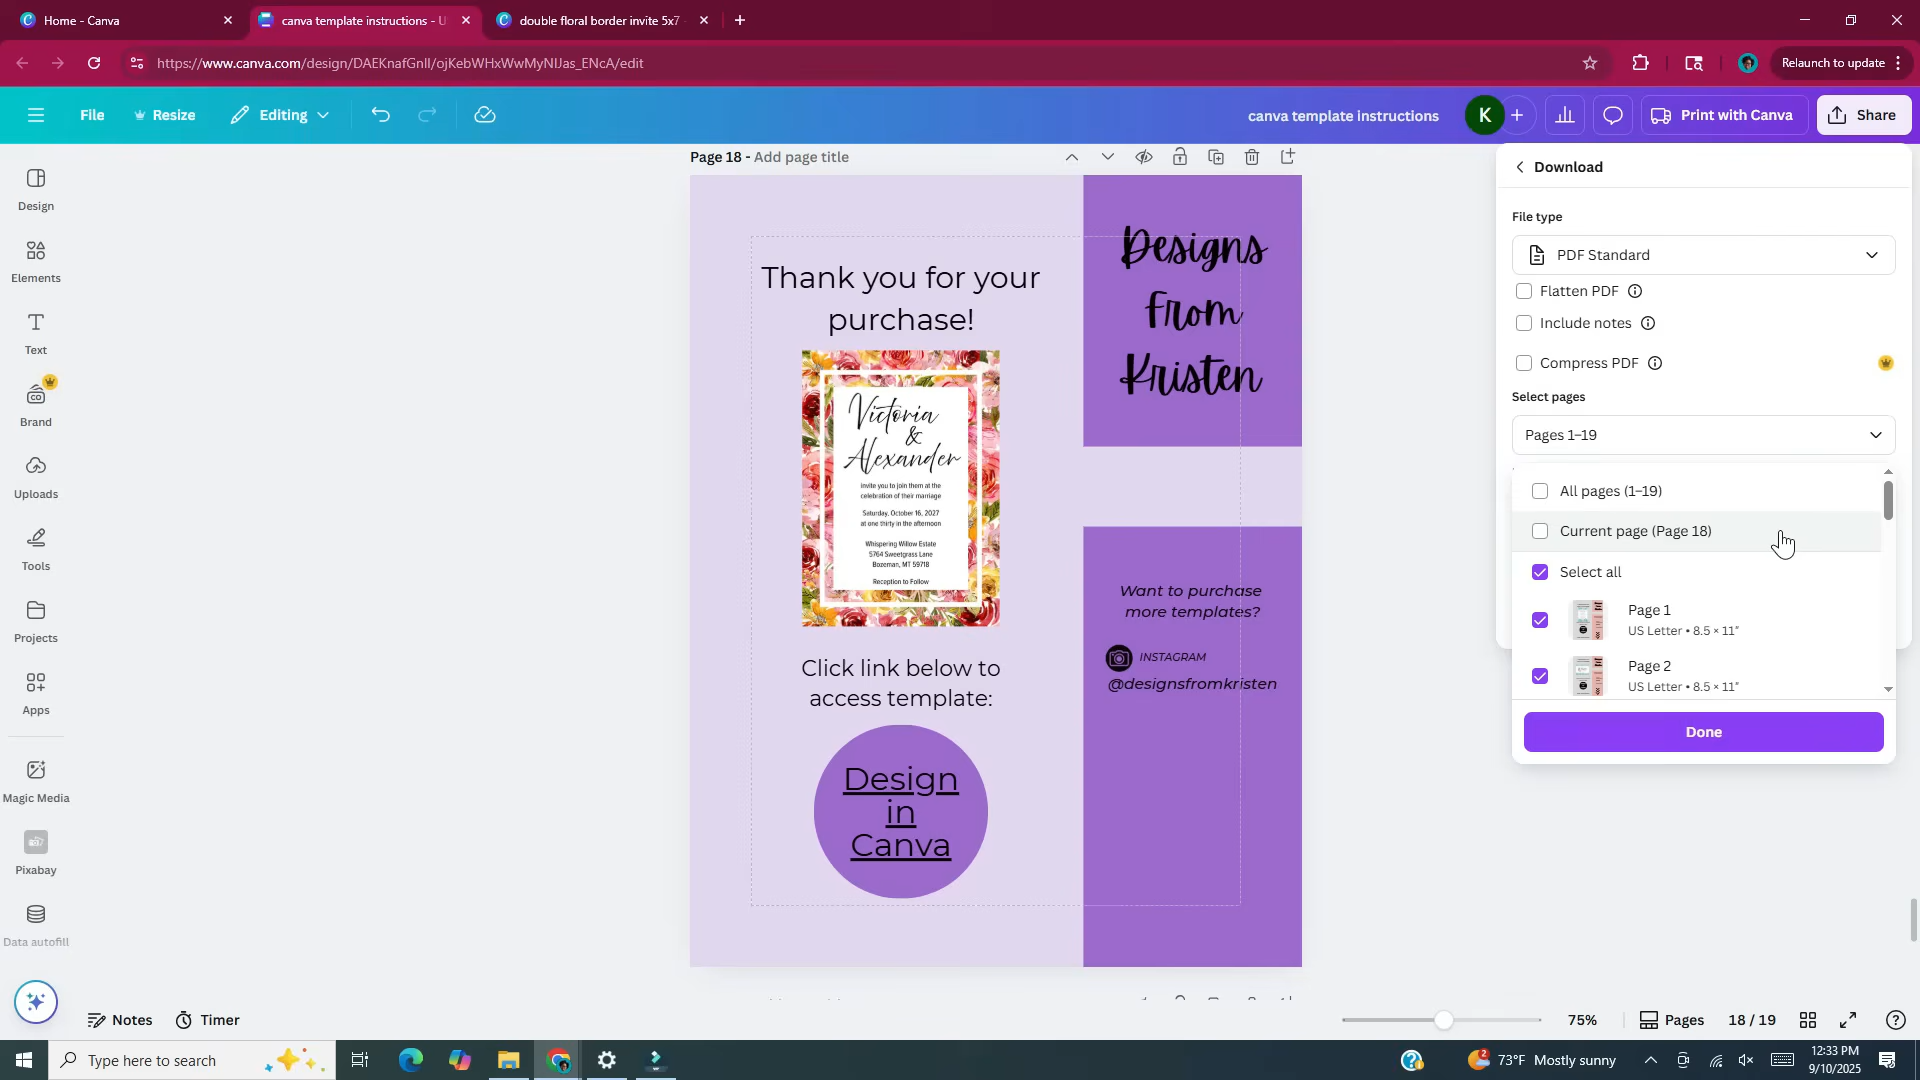 Home - Canva
canva template instructions - U
double floral border invite 5x7
https://www.canva.com/design/DAEKnafGnlI/ojKebWHxWwMyNIJas_ENcA/edit
Relaunch to update
File
Resize
Editing
canva template instructions
K
Print with Canva
Share
Page 18 - Add page title
Design
Elements
Text
Brand
Uploads
Tools
Projects
Apps
Magic Media
Pixabay
Data autofill
Thank you for your
purchase!
Victoria
&
Alexander
invite you to join them at the
celebration of their marriage
Saturday, October 16, 2027
at one thirty in the afternoon
Whispering Willow Estate
5764 Sweetgrass Lane
Bozeman, MT 59718
Reception to Follow
Click link below to
access template:
Design
in
Canva
Designs
From
Kristen
Want to purchase
more templates?
INSTAGRAM
@designsfromkristen
Download
File type
PDF Standard
Flatten PDF
Include notes
Compress PDF
Select pages
Pages 1–19
All pages (1–19)
Current page (Page 18)
Select all
Page 1
US Letter • 8.5 × 11"
Page 2
US Letter • 8.5 × 11"
Done
Notes
Timer
75%
Pages
18 / 19
Type here to search
73°F Mostly sunny
12:33 PM
9/10/2025